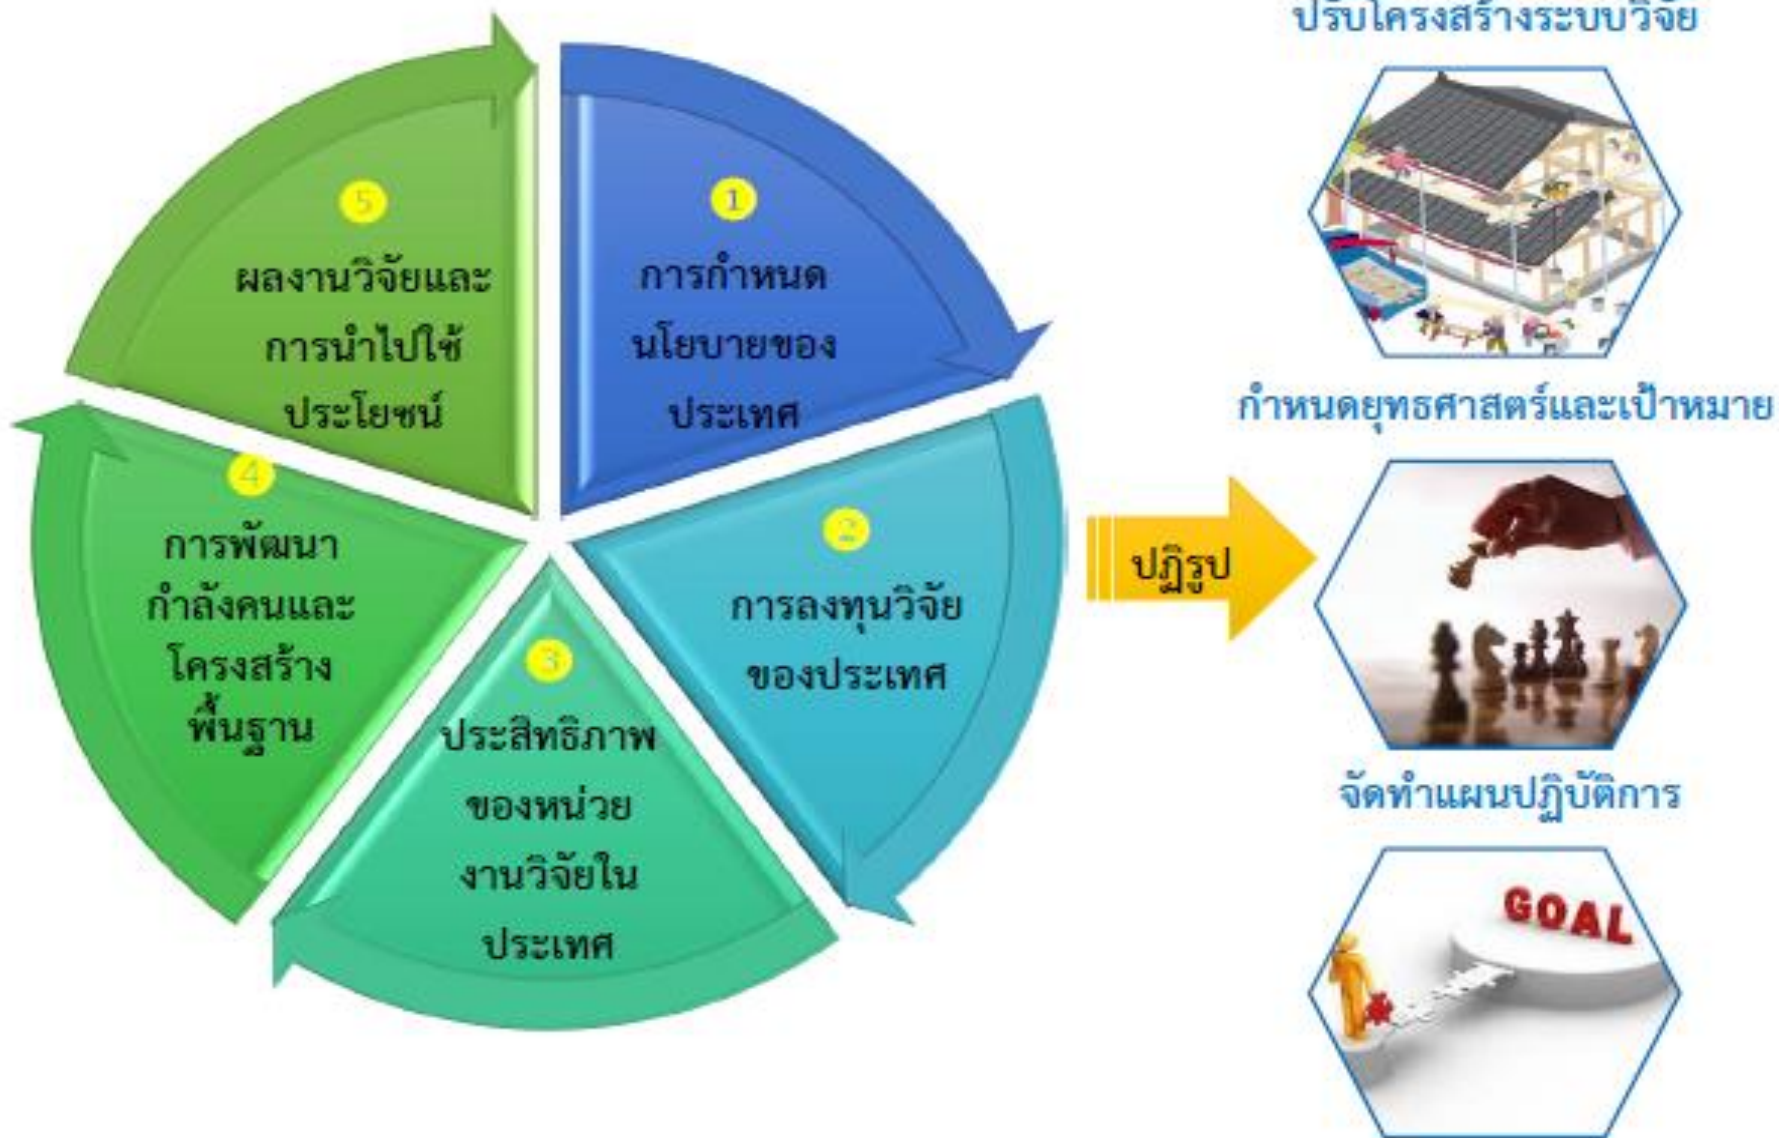 1
การกำหนด
นโยบายของ
ประเทศ
2
การลงทุนวิจัย
ของประเทศ
3
ประสิทธิภาพ
ของหน่วย
งานวิจัยใน
ประเทศ
4
การพัฒนา
กำลังคนและ
โครงสร้าง
พื้นฐาน
5
ผลงานวิจัยและ
การนำไปใช้
ประโยชน์
ปฏิรูป
ปรับโครงสร้างระบบวิจัย
กำหนดยุทธศาสตร์และเป้าหมาย
จัดทำแผนปฏิบัติการ
GOAL